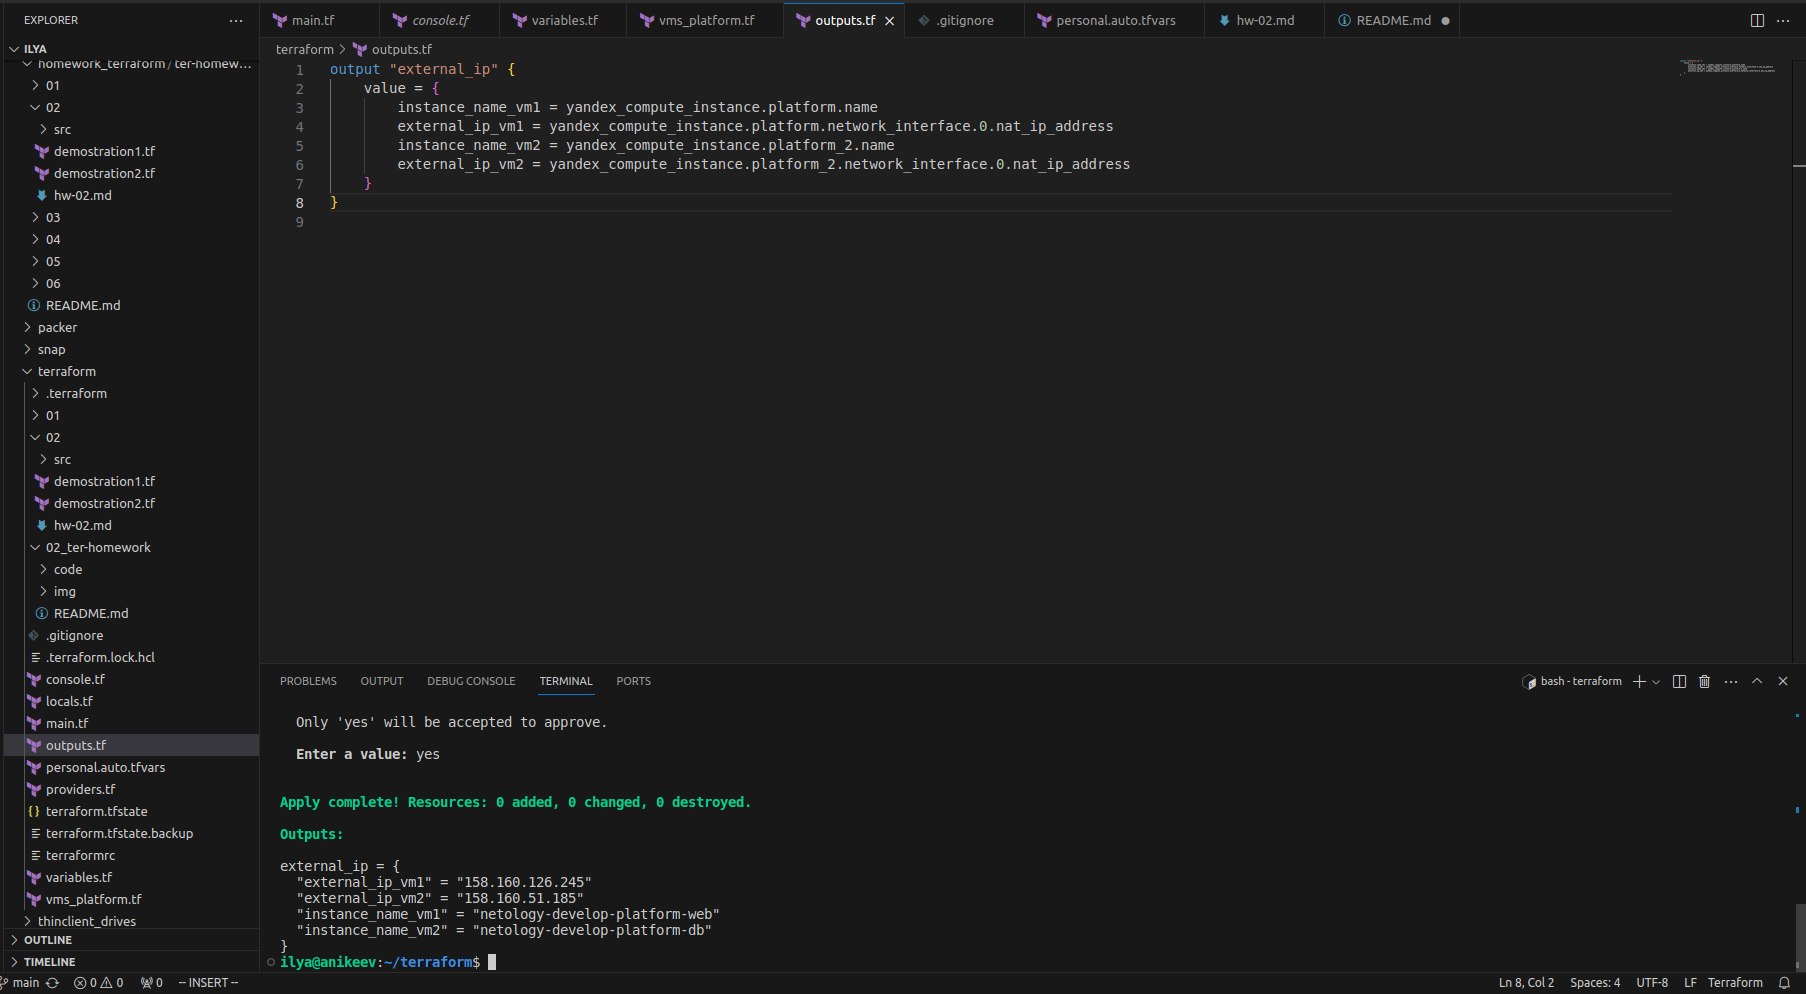 EXPLORER
ILYA
homework_terraform / ter-homew...
01
02
src
demostration1.tf
demostration2.tf
hw-02.md
03
04
05
06
README.md
packer
snap
terraform
.terraform
01
02
src
demostration1.tf
demostration2.tf
hw-02.md
02_ter-homework
code
img
README.md
.gitignore
.terraform.lock.hcl
console.tf
locals.tf
main.tf
outputs.tf
personal.auto.tfvars
providers.tf
terraform.tfstate
terraform.tfstate.backup
terraformrc
variables.tf
vms_platform.tf
thinclient_drives
OUTLINE
TIMELINE
main.tf console.tf variables.tf vms_platform.tf outputs.tf .gitignore personal.auto.tfvars hw-02.md README.md
terraform > outputs.tf
1 output "external_ip" {
2 value = {
3 instance_name_vm1 = yandex_compute_instance.platform.name
4 external_ip_vm1 = yandex_compute_instance.platform.network_interface.0.nat_ip_address
5 instance_name_vm2 = yandex_compute_instance.platform_2.name
6 external_ip_vm2 = yandex_compute_instance.platform_2.network_interface.0.nat_ip_address
7 }
8 }
9
PROBLEMS OUTPUT DEBUG CONSOLE TERMINAL PORTS bash - terraform
Only 'yes' will be accepted to approve.
Enter a value: yes
Apply complete! Resources: 0 added, 0 changed, 0 destroyed.
Outputs:
external_ip = {
"external_ip_vm1" = "158.160.126.245"
"external_ip_vm2" = "158.160.51.185"
"instance_name_vm1" = "netology-develop-platform-web"
"instance_name_vm2" = "netology-develop-platform-db"
}
ilya@anikeev:~/terraform$
main 0 0 0 -- INSERT -- Ln 8, Col 2 Spaces: 4 UTF-8 LF Terraform